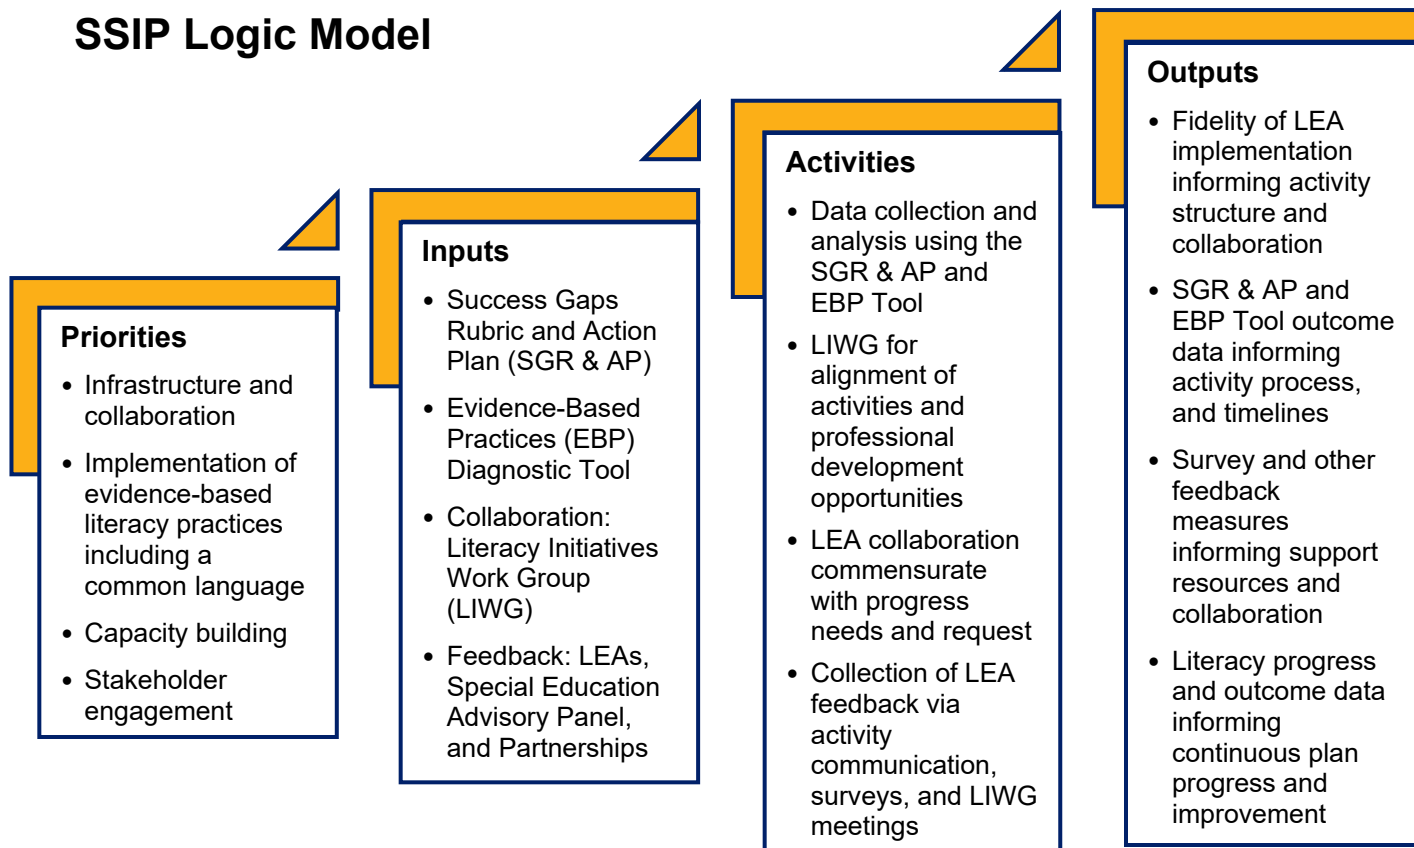 SSIP Logic Model
Priorities
• Infrastructure and
collaboration
• Implementation of
evidence-based
literacy practices
including a
common language
• Capacity building
• Stakeholder
engagement
Inputs
• Success Gaps
Rubric and Action
Plan (SGR & AP)
• Evidence-Based
Practices (EBP)
Diagnostic Tool
• Collaboration:
Literacy Initiatives
Work Group
(LIWG)
• Feedback: LEAs,
Special Education
Advisory Panel,
and Partnerships
Activities
• Data collection and
analysis using the
SGR & AP and
EBP Tool
• LIWG for
alignment of
activities and
professional
development
opportunities
• LEA collaboration
commensurate
with progress
needs and request
• Collection of LEA
feedback via
activity
communication,
surveys, and LIWG
meetings
Outputs
• Fidelity of LEA
implementation
informing activity
structure and
collaboration
• SGR & AP and
EBP Tool outcome
data informing
activity process,
and timelines
• Survey and other
feedback
measures
informing support
resources and
collaboration
• Literacy progress
and outcome data
informing
continuous plan
progress and
improvement